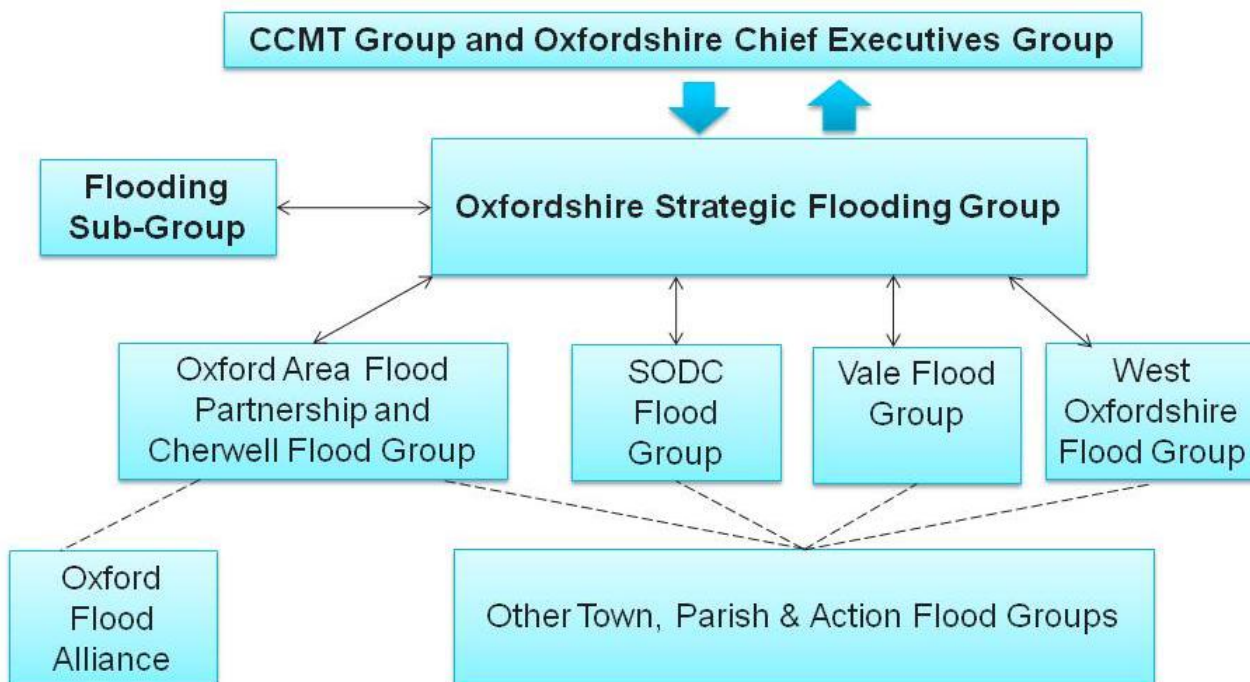 CCMT Group and Oxfordshire Chief Executives Group
Flooding
Sub-Group
Oxfordshire Strategic Flooding Group
Oxford Area Flood
Partnership and
Cherwell Flood Group
SODC
Flood
Group
Vale Flood
Group
West
Oxfordshire
Flood Group
Oxford
Flood
Alliance
Other Town, Parish & Action Flood Groups